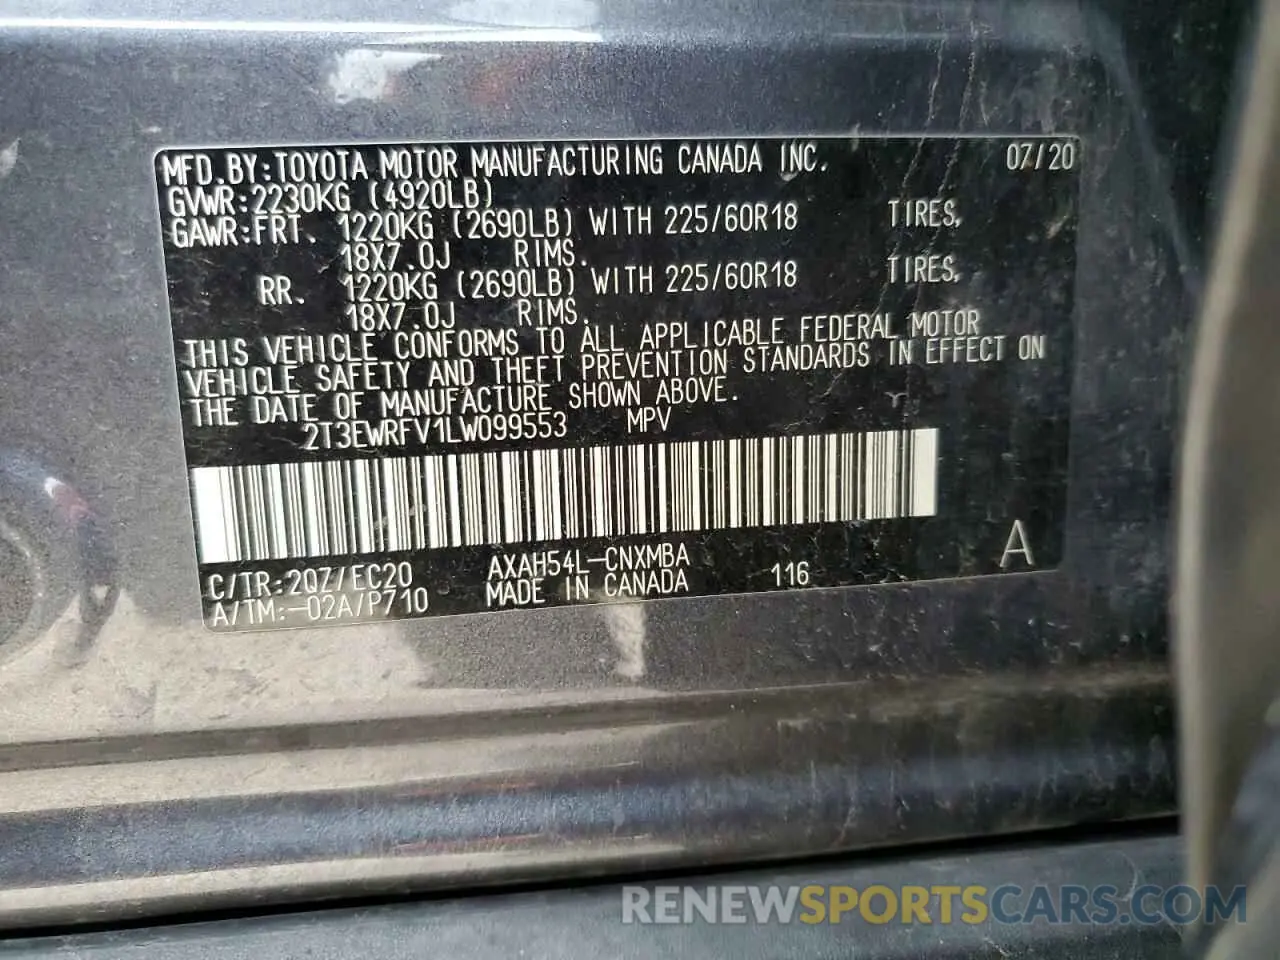 MFD.BY:TOYOTA MOTOR MANUFACTURING CANADA INC. 07/20
GVWR:2230KG (4920LB)
GAWR:FRT. 1220KG (2690LB) WITH 225/60R18 TIRES,
18X7.0J RIMS.
RR. 1220KG (2690LB) WITH 225/60R18 TIRES,
18X7.0J RIMS.
THIS VEHICLE CONFORMS TO ALL APPLICABLE FEDERAL MOTOR
VEHICLE SAFETY AND THEFT PREVENTION STANDARDS IN EFFECT ON
THE DATE OF MANUFACTURE SHOWN ABOVE.
2T3EWRFV1LW099553 MPV
C/TR:2QZ/EC20 AXAH54L-CNXMBA
A/TM:-02A/P710 MADE IN CANADA 116 A
RENEWSPORTSCARS.COM